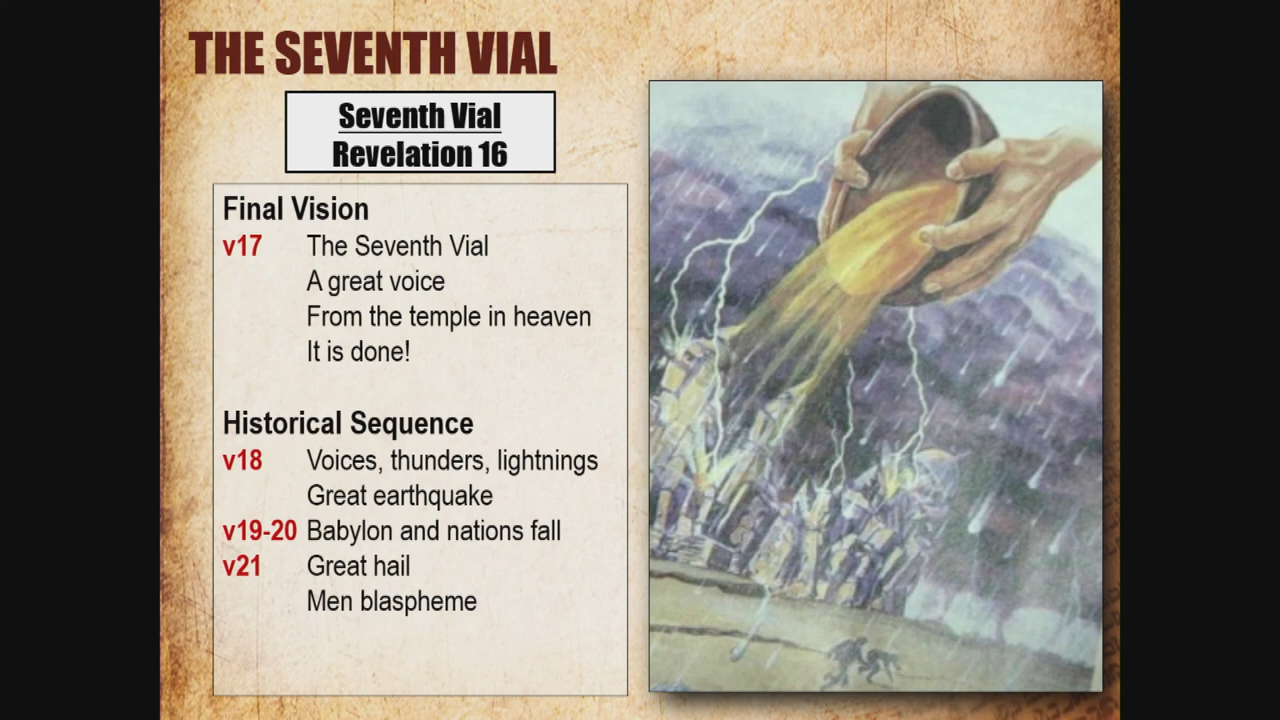 THE SEVENTH VIAL
Seventh Vial
Revelation 16
Final Vision
v17 The Seventh Vial
A great voice
From the temple in heaven
It is done!
Historical Sequence
v18 Voices, thunders, lightnings
Great earthquake
v19-20 Babylon and nations fall
v21 Great hail
Men blaspheme